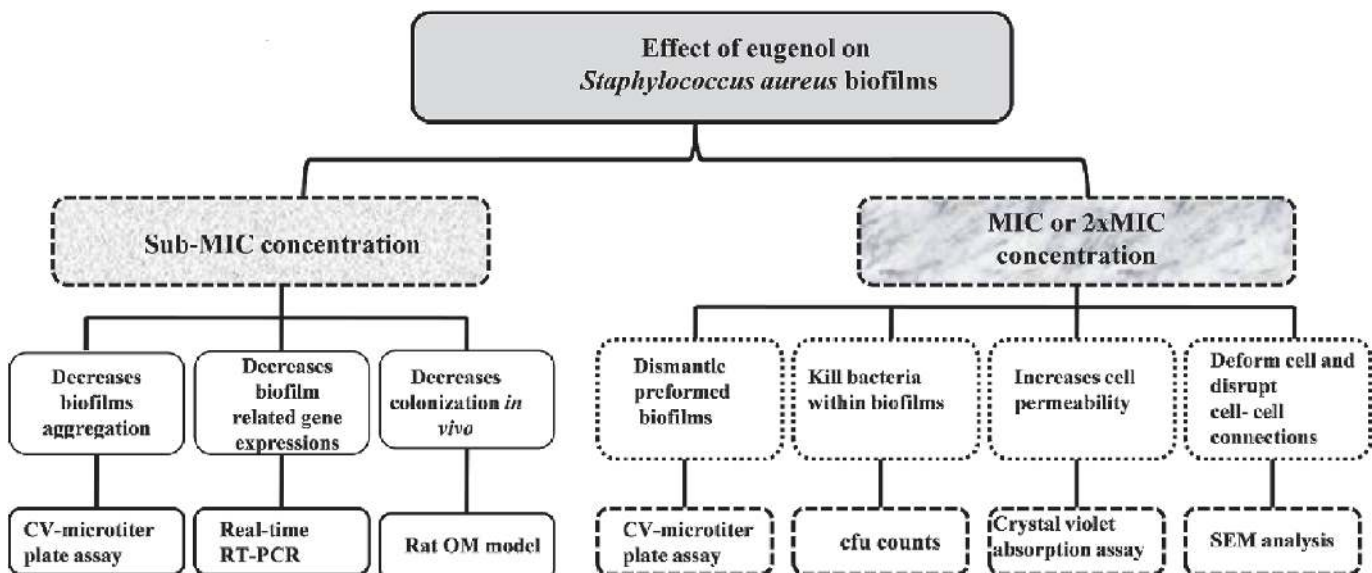 Effect of eugenol on
Staphylococcus aureus biofilms
Sub-MIC concentration
MIC or 2xMIC
concentration
Decreases
biofilms
aggregation
Decreases
biofilm
related gene
expressions
Decreases
colonization in
vivo
Dismantic
preformed
biofilms
Kill bacteria
within biofilms
Increases cell
permeability
Deform cell and
disrupt
cell- cell
connections
CV-microtiter
plate assay
Real-time
RT-PCR
Rat OM model
CV-microtiter
plate assay
cfu counts
Crystal violet
absorption assay
SEM analysis